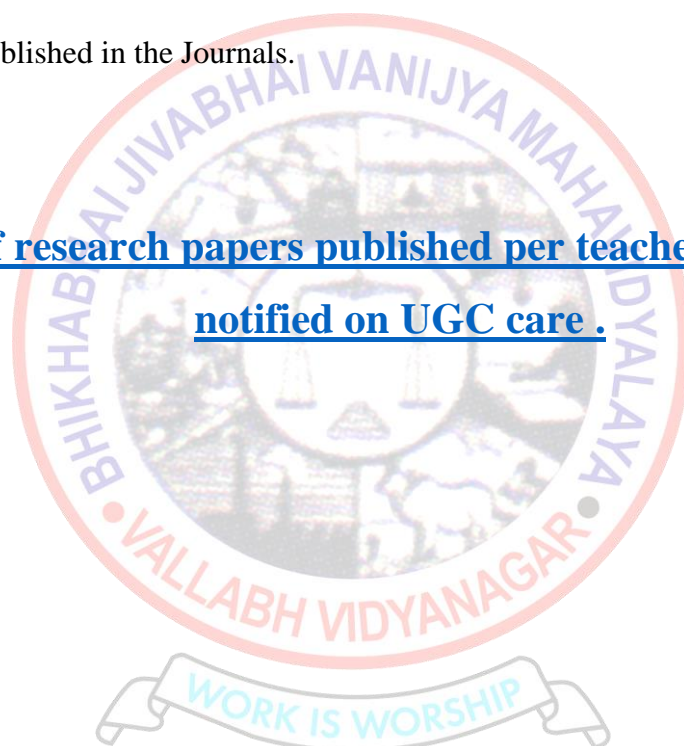 blished in the Journals.
BHIKHABHAI JIVABHAI VANIJYA MAHAVIDYALAYA
f research papers published per teache
notified on UGC care .
• VALLABH VIDYANAGAR •
WORK IS WORSHIP